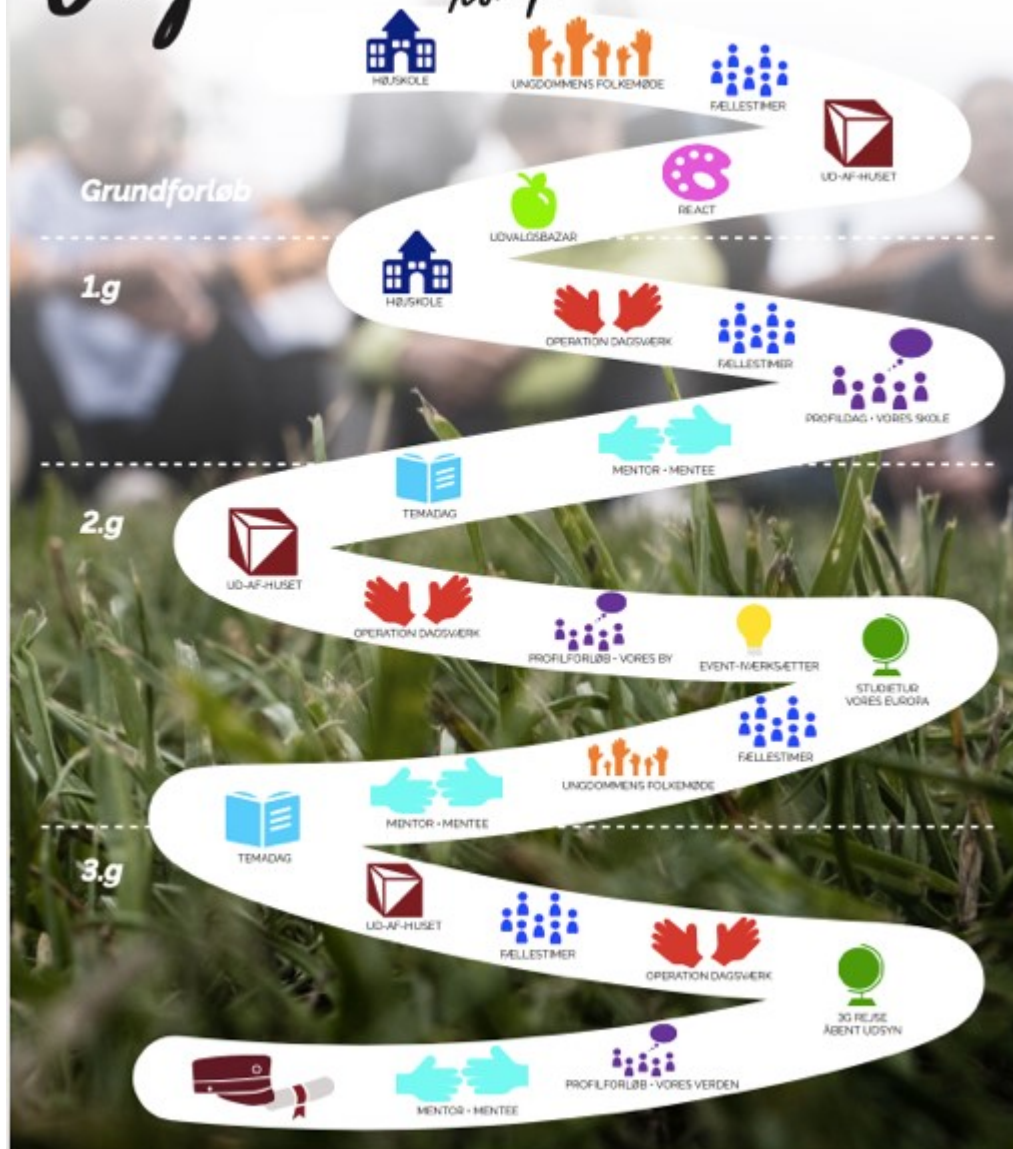 HØJSKOLE
UNGDOMMENS FOLKEMØDE
FÆLLESTIMER
UD-AF-HUSET
RE:ACT
UDVALGSBAZAR
Grundforløb
1.g
HØJSKOLE
OPERATION DAGSVÆRK
FÆLLESTIMER
PROFILDAG • VORES SKOLE
MENTOR • MENTEE
TEMADAG
2.g
UD-AF-HUSET
OPERATION DAGSVÆRK
PROFILFORLØB • VORES BY
EVENT-IVÆRKSÆTTER
STUDIETUR
VORES EUROPA
FÆLLESTIMER
UNGDOMMENS FOLKEMØDE
MENTOR • MENTEE
TEMADAG
3.g
UD-AF-HUSET
FÆLLESTIMER
OPERATION DAGSVÆRK
3G REJSE
ÅBENT UDSYN
PROFILFORLØB • VORES VERDEN
MENTOR • MENTEE